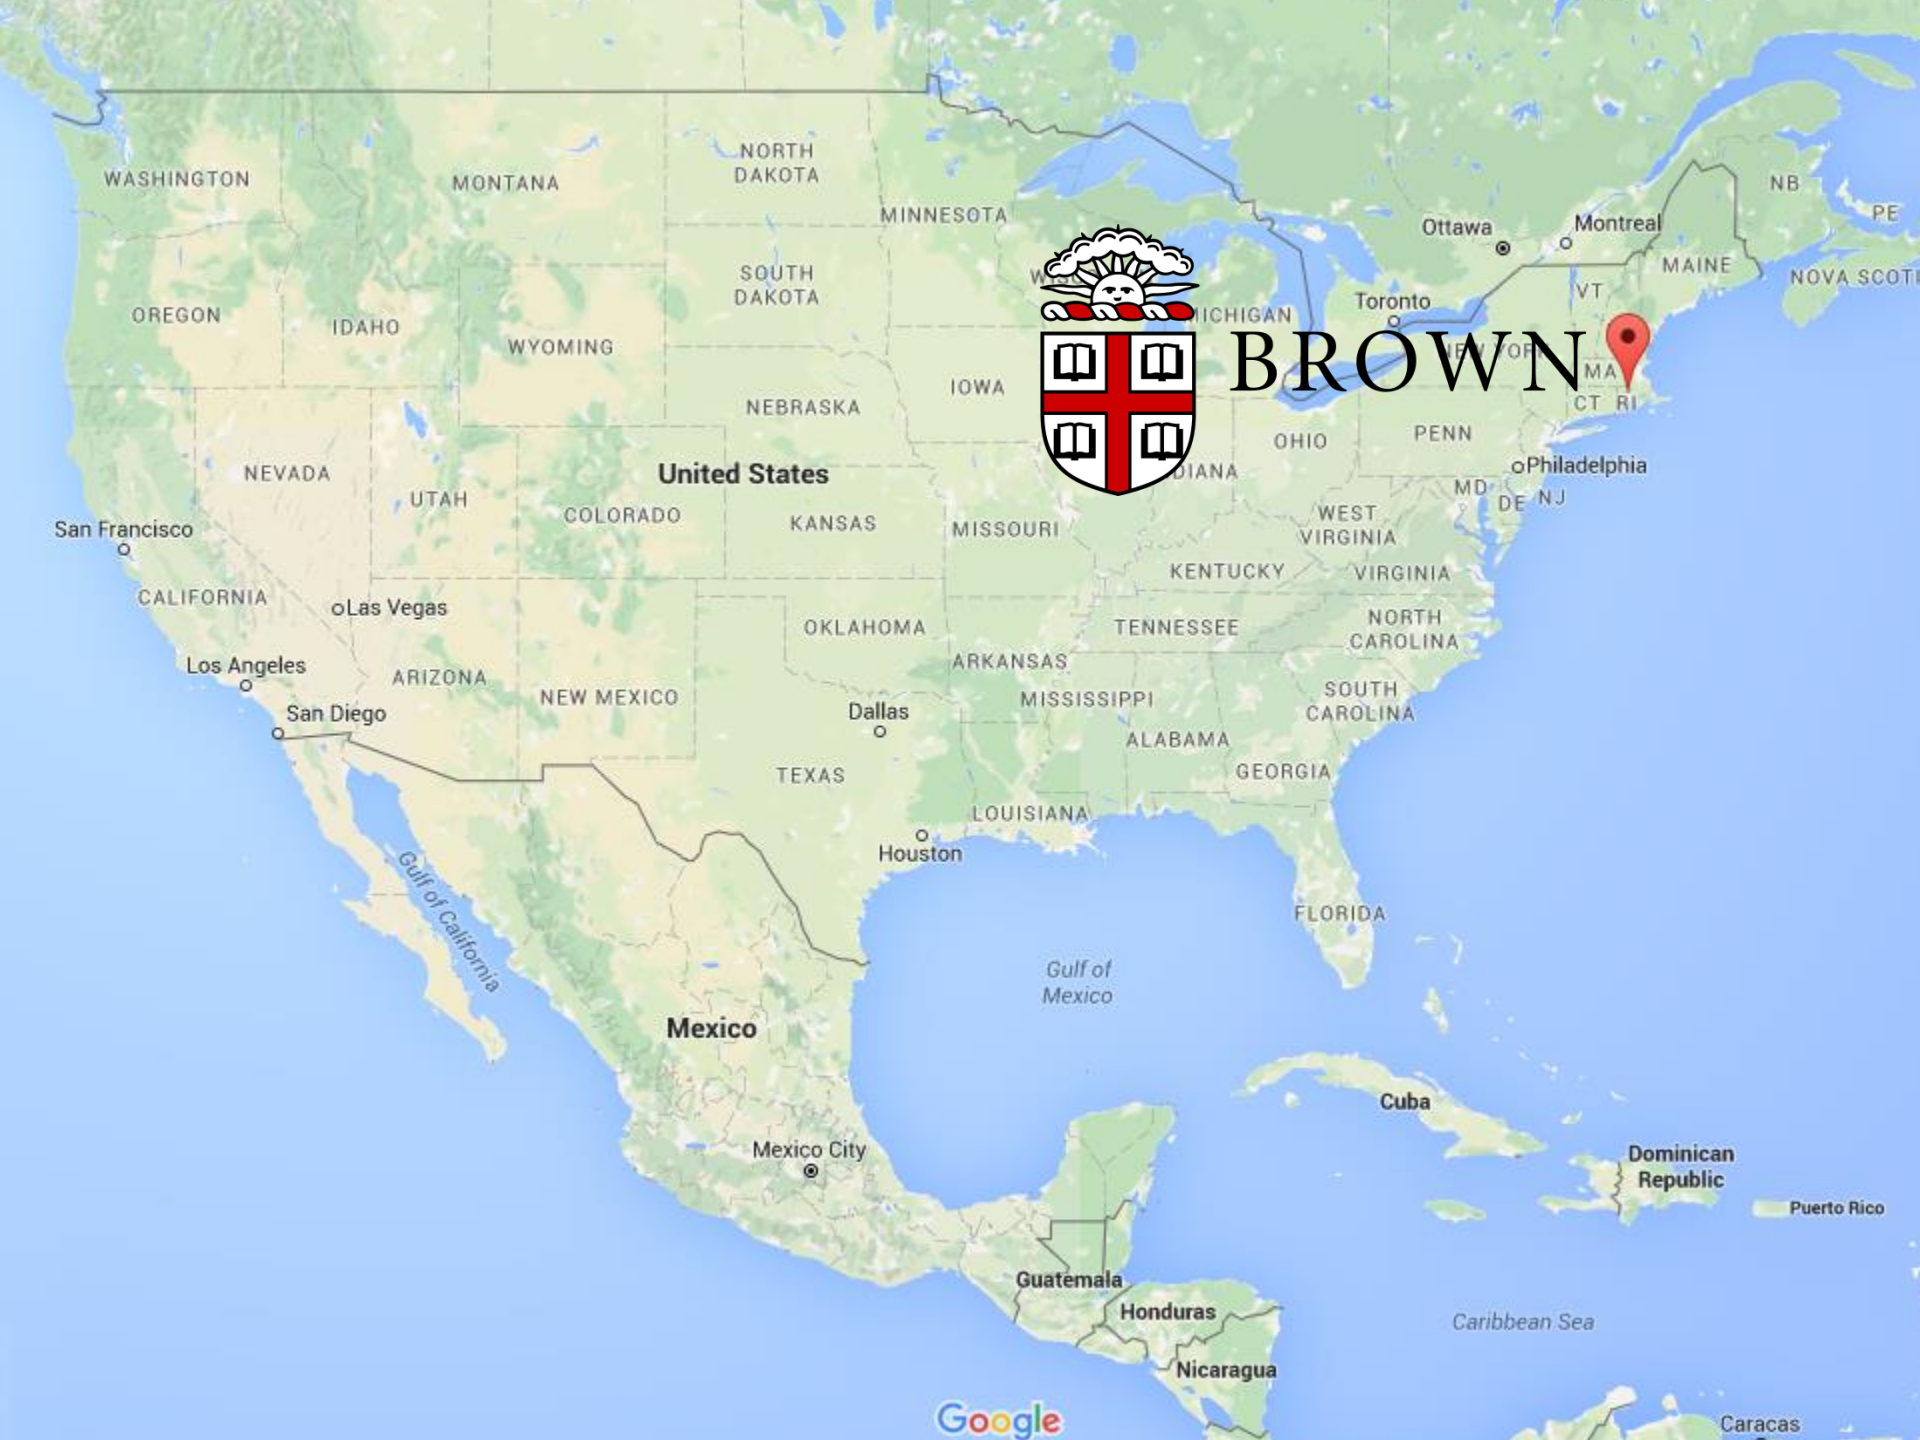 WASHINGTON
MONTANA
NORTH
DAKOTA
MINNESOTA
Ottawa
Montreal
NB
PE
MAINE
NOVA SCOTI
VT
SOUTH
DAKOTA
OREGON
IDAHO
WYOMING
MICHIGAN
Toronto
BROWN
NEW YORK
MA
CT RI
IOWA
NEBRASKA
OHIO
PENN
Philadelphia
United States
NEVADA
UTAH
COLORADO
KANSAS
MISSOURI
DIANA
MD
DE
NJ
WEST
VIRGINIA
San Francisco
KENTUCKY
VIRGINIA
CALIFORNIA
Las Vegas
OKLAHOMA
TENNESSEE
NORTH
CAROLINA
Los Angeles
ARIZONA
NEW MEXICO
ARKANSAS
MISSISSIPPI
SOUTH
CAROLINA
San Diego
Dallas
ALABAMA
TEXAS
GEORGIA
LOUISIANA
Houston
Gulf of California
FLORIDA
Gulf of
Mexico
Mexico
Cuba
Mexico City
Dominican
Republic
Puerto Rico
Guatemala
Honduras
Caribbean Sea
Nicaragua
Google
Caracas